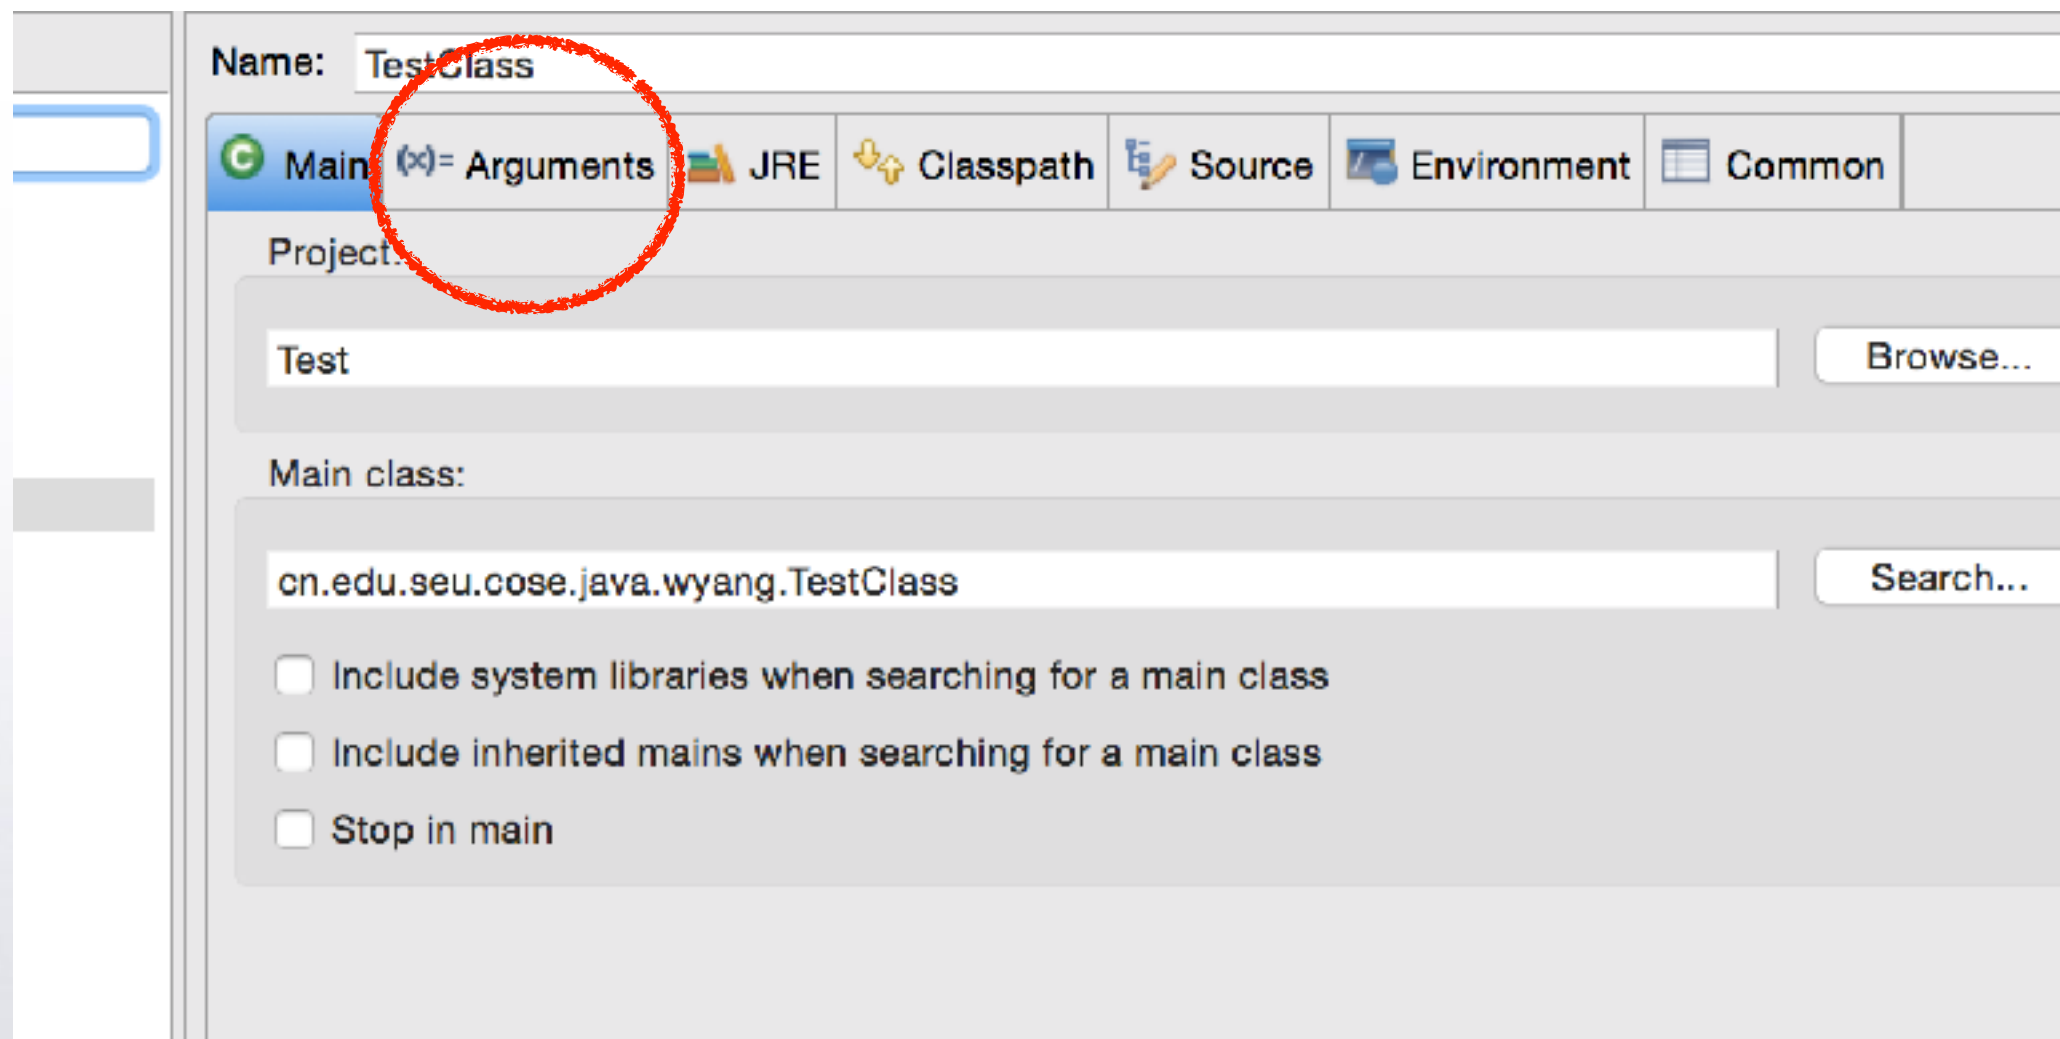 Name: TestClass
Main (x)= Arguments JRE Classpath Source Environment Common
Project:
Test Browse...
Main class:
cn.edu.seu.cose.java.wyang.TestClass Search...
Include system libraries when searching for a main class
Include inherited mains when searching for a main class
Stop in main